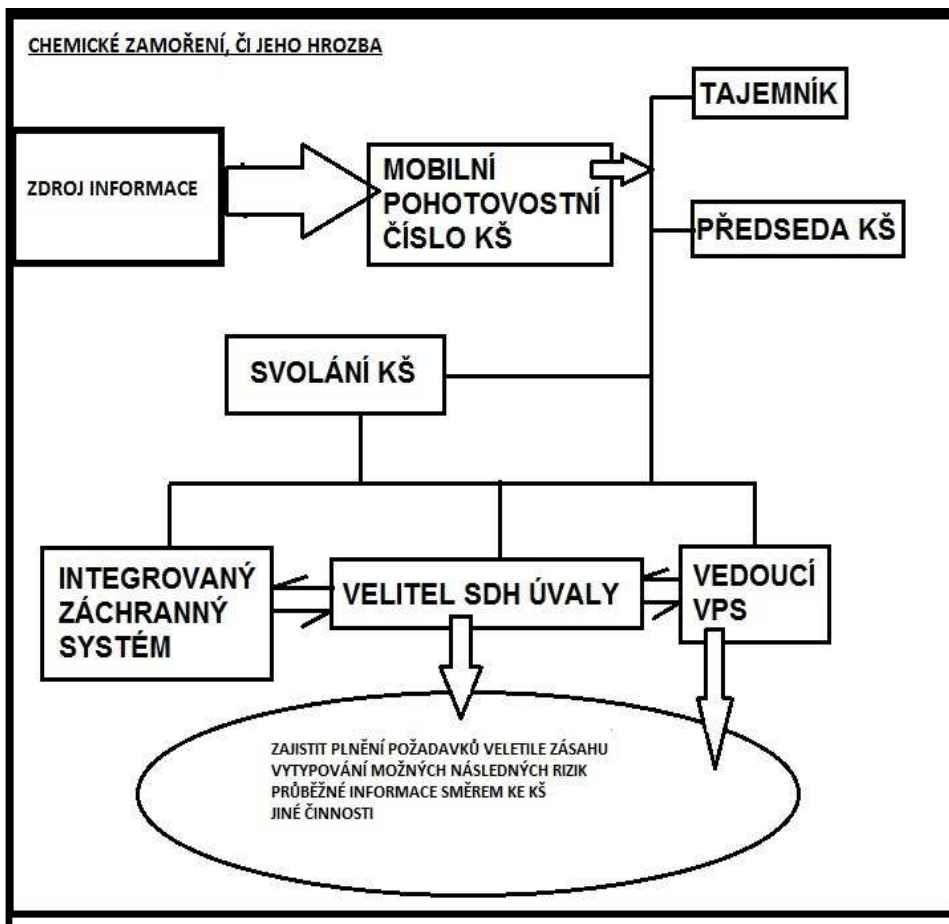 CHEMICKÉ ZAMOŘENÍ, ČI JEHO HROZBA
TAJEMNÍK
ZDROJ INFORMACE
MOBILNÍ
POHOTOVOSTNÍ
ČÍSLO KŠ
PŘEDSEDA KŠ
SVOLÁNÍ KŠ
INTEGROVANÝ
ZÁCHRANNÝ
SYSTÉM
VELITEL SDH ÚVALY
VEDOUCÍ
VPS
ZAJISTIT PLNĚNÍ POŽADAVKŮ VELETILE ZÁSAHU
VYTYPOVÁNÍ MOŽNÝCH NÁSLEDNÝCH RIZIK
PRŮBĚŽNÉ INFORMACE SMĚREM KE KŠ
JINÉ ČINNOSTI